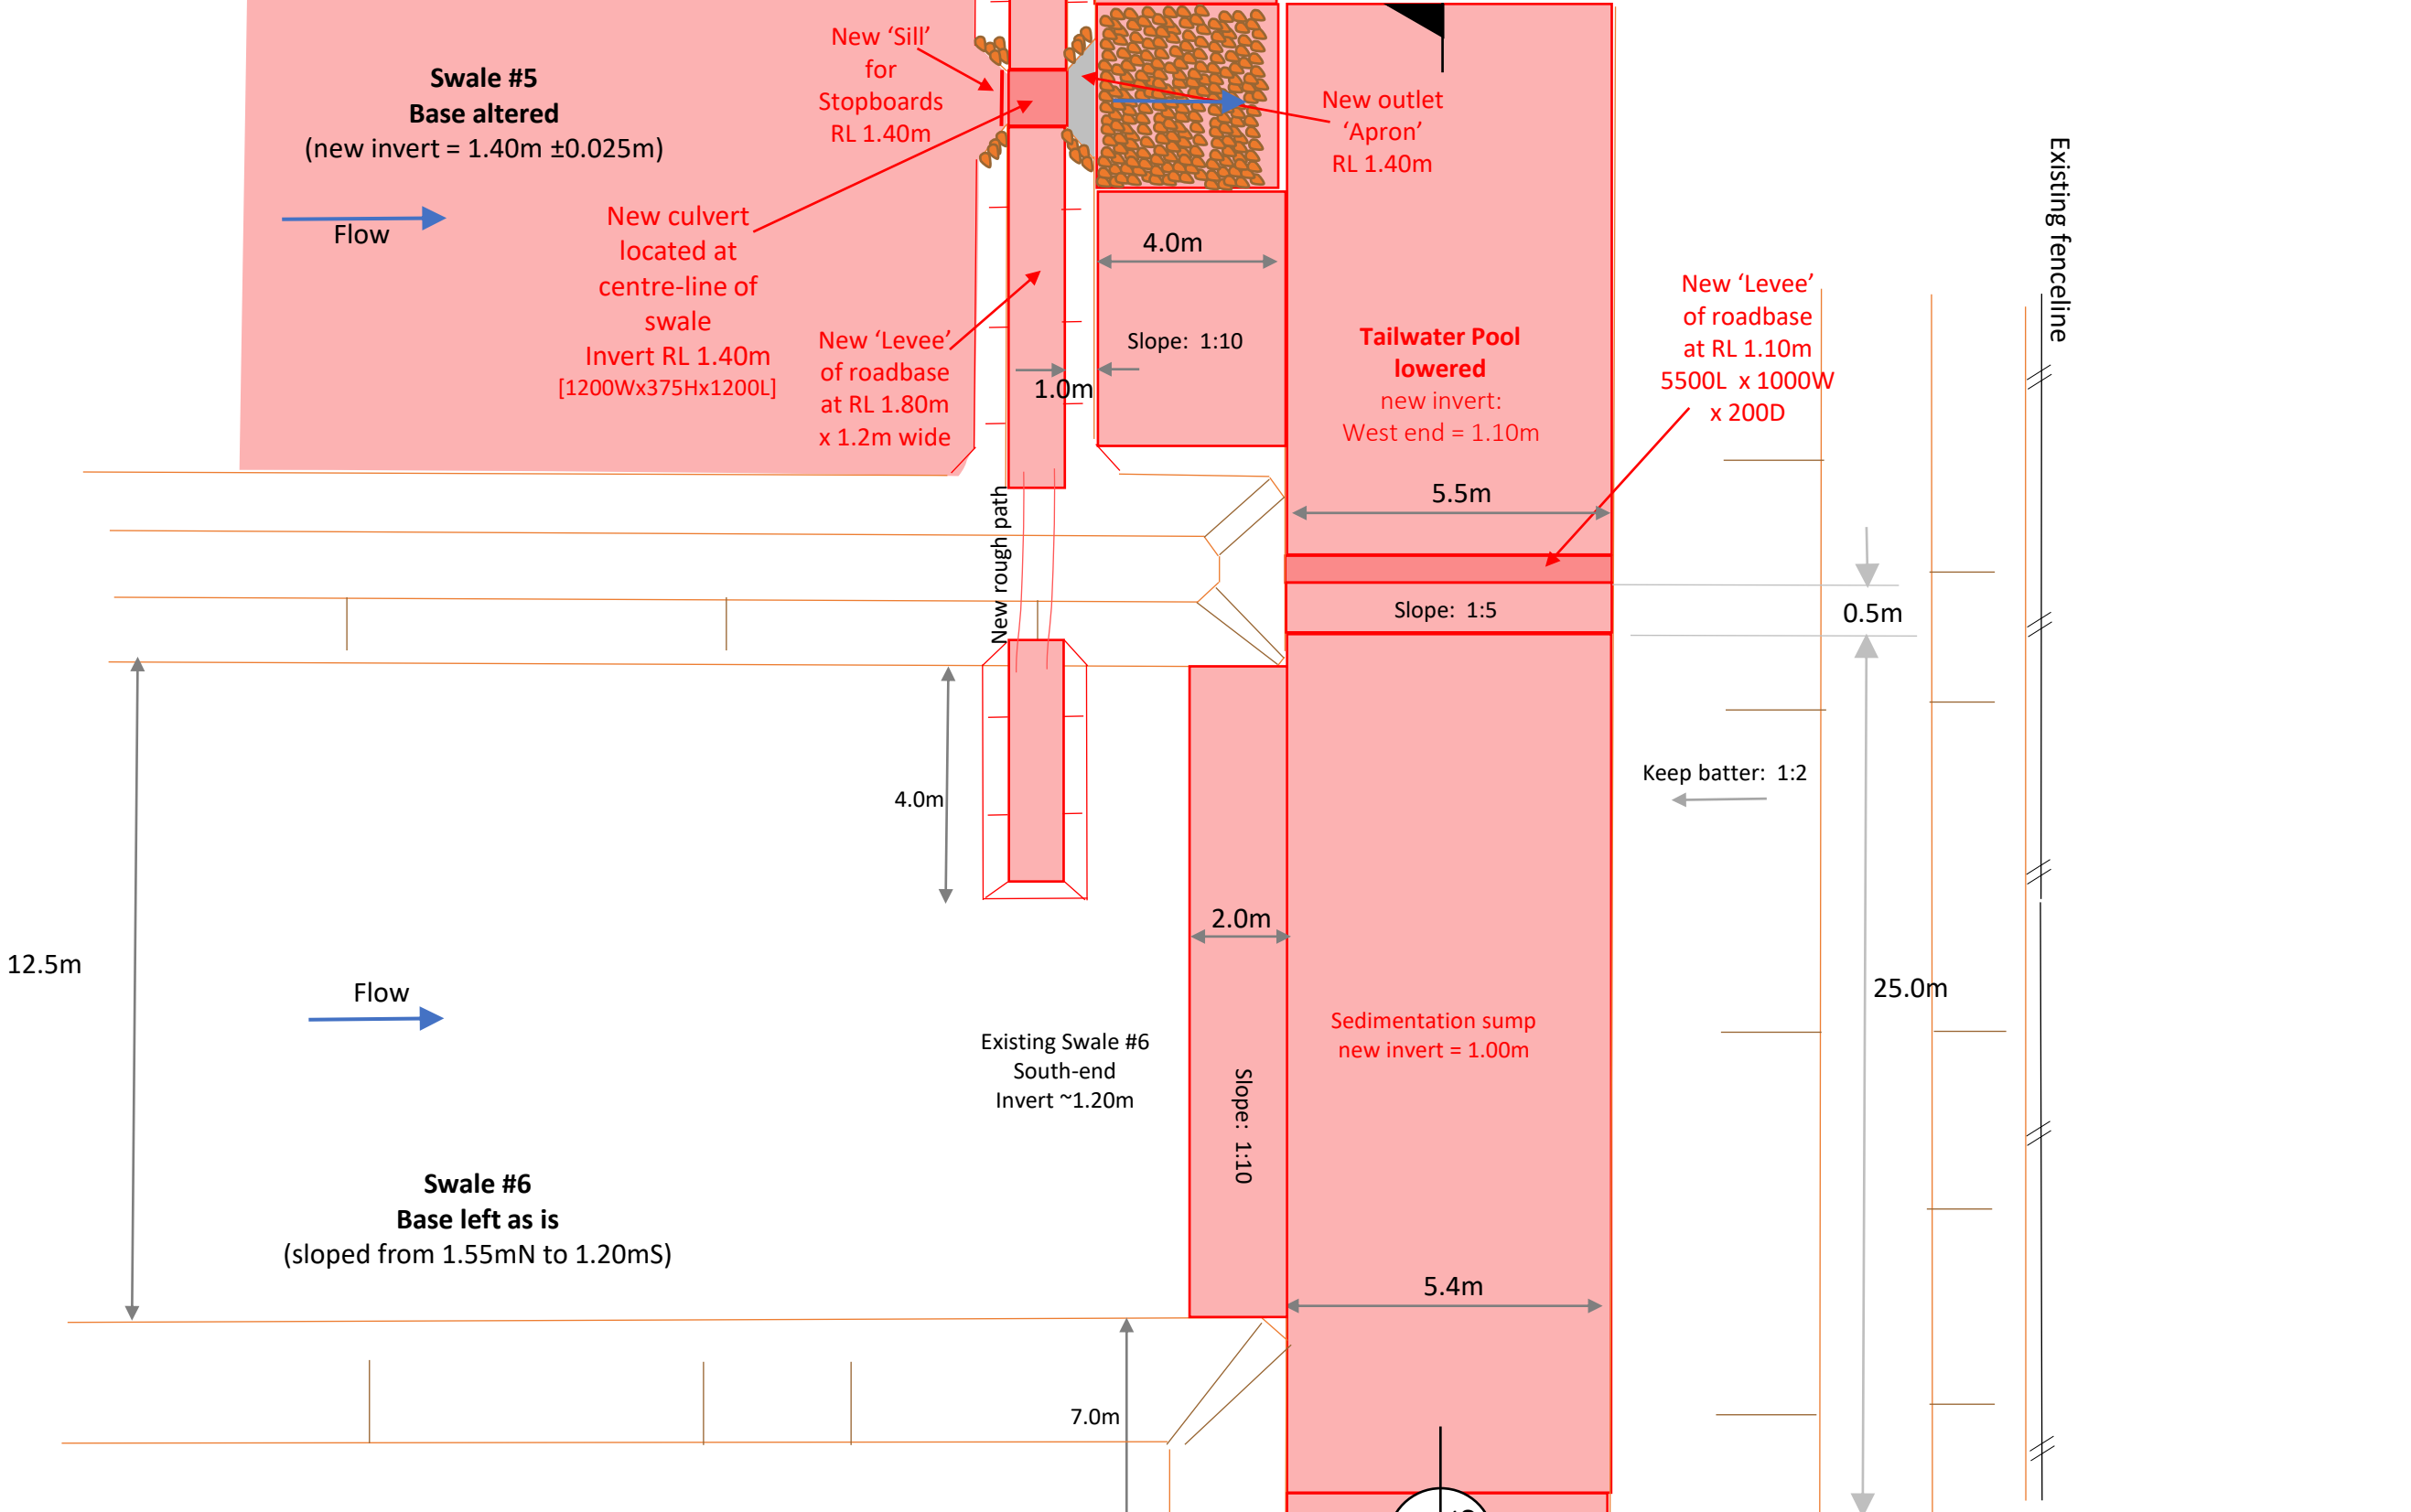 Swale #5
Base altered
(new invert = 1.40m ±0.025m)
Flow
New ‘Sill’
for
Stopboards
RL 1.40m
New culvert
located at
centre-line of
swale
Invert RL 1.40m
[1200Wx375Hx1200L]
New ‘Levee’
of roadbase
at RL 1.80m
x 1.2m wide
New outlet
‘Apron’
RL 1.40m
4.0m
Slope: 1:10
1.0m
Tailwater Pool
lowered
new invert:
West end = 1.10m
5.5m
New ‘Levee’
of roadbase
at RL 1.10m
5500L x 1000W
x 200D
Existing fenceline
New rough path
Slope: 1:5
0.5m
Keep batter: 1:2
4.0m
12.5m
2.0m
25.0m
Flow
Existing Swale #6
South-end
Invert ~1.20m
Slope: 1:10
Sedimentation sump
new invert = 1.00m
Swale #6
Base left as is
(sloped from 1.55mN to 1.20mS)
5.4m
7.0m